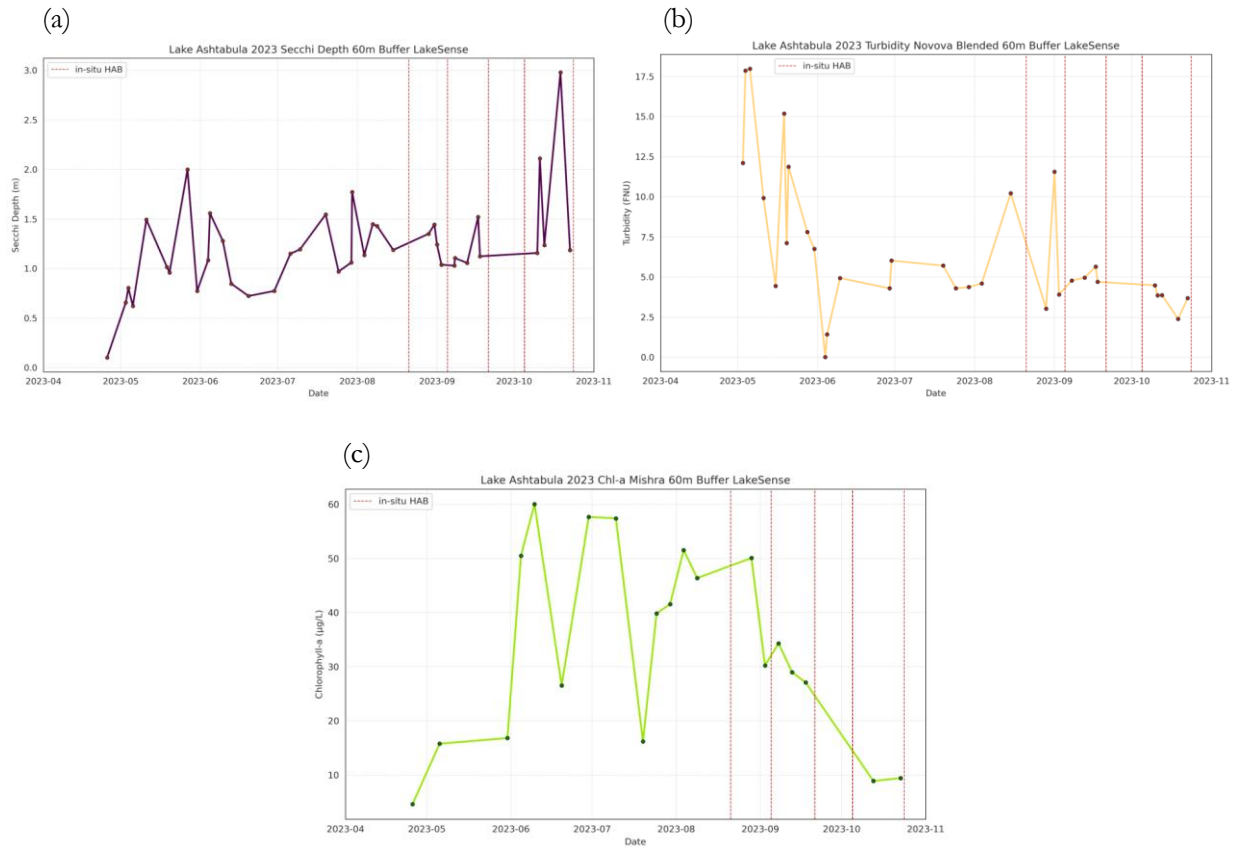 (a)
Lake Ashtabula 2023 Secchi Depth 60m Buffer LakeSense
in-situ HAB
3.0
2.5
2.0
1.5
1.0
0.5
0.0
Secchi Depth (m)
2023-04 2023-05 2023-06 2023-07 2023-08 2023-09 2023-10 2023-11
Date
(b)
Lake Ashtabula 2023 Turbidity Novova Blended 60m Buffer LakeSense
in-situ HAB
17.5
15.0
12.5
10.0
7.5
5.0
2.5
0.0
Turbidity (FNU)
2023-04 2023-05 2023-06 2023-07 2023-08 2023-09 2023-10 2023-11
Date
(c)
Lake Ashtabula 2023 Chl-a Mishra 60m Buffer LakeSense
in-situ HAB
60
50
40
30
20
10
Chlorophyll-a (μg/L)
2023-04 2023-05 2023-06 2023-07 2023-08 2023-09 2023-10 2023-11
Date